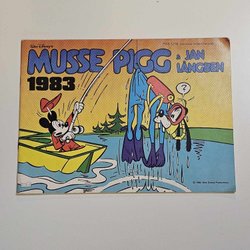 Walt Disney's
MUSSE PIGG & JAN
LÅNGBEN
1983
?